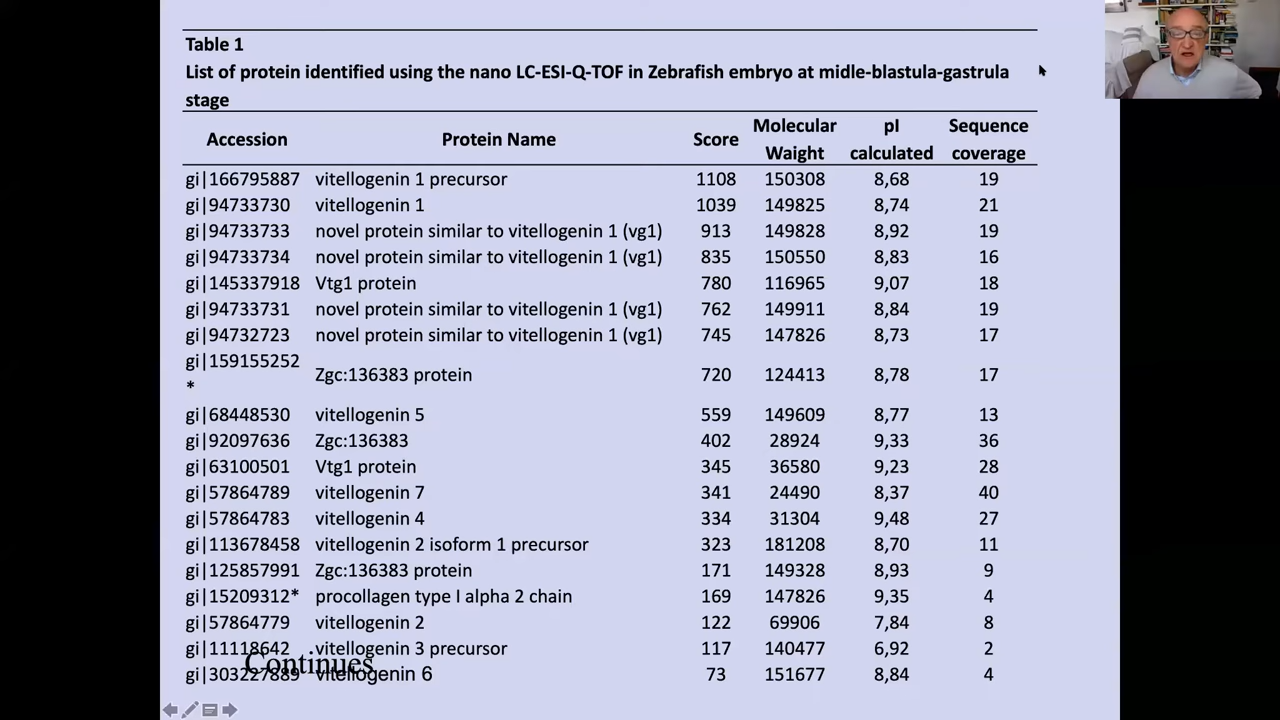 Table 1
List of protein identified using the nano LC-ESI-Q-TOF in Zebrafish embryo at midle-blastula-gastrula
stage
Accession Protein Name Score Molecular Waight pI calculated Sequence coverage
gi|166795887 vitellogenin 1 precursor 1108 150308 8,68 19
gi|94733730 vitellogenin 1 1039 149825 8,74 21
gi|94733733 novel protein similar to vitellogenin 1 (vg1) 913 149828 8,92 19
gi|94733734 novel protein similar to vitellogenin 1 (vg1) 835 150550 8,83 16
gi|145337918 Vtg1 protein 780 116965 9,07 18
gi|94733731 novel protein similar to vitellogenin 1 (vg1) 762 149911 8,84 19
gi|94732723 novel protein similar to vitellogenin 1 (vg1) 745 147826 8,73 17
gi|159155252 * Zgc:136383 protein 720 124413 8,78 17
gi|68448530 vitellogenin 5 559 149609 8,77 13
gi|92097636 Zgc:136383 402 28924 9,33 36
gi|63100501 Vtg1 protein 345 36580 9,23 28
gi|57864789 vitellogenin 7 341 24490 8,37 40
gi|57864783 vitellogenin 4 334 31304 9,48 27
gi|113678458 vitellogenin 2 isoform 1 precursor 323 181208 8,70 11
gi|125857991 Zgc:136383 protein 171 149328 8,93 9
gi|15209312* procollagen type I alpha 2 chain 169 147826 9,35 4
gi|57864779 vitellogenin 2 122 69906 7,84 8
gi|11118642 vitellogenin 3 precursor 117 140477 6,92 2
Continues
gi|303227889 vitellogenin 6 73 151677 8,84 4